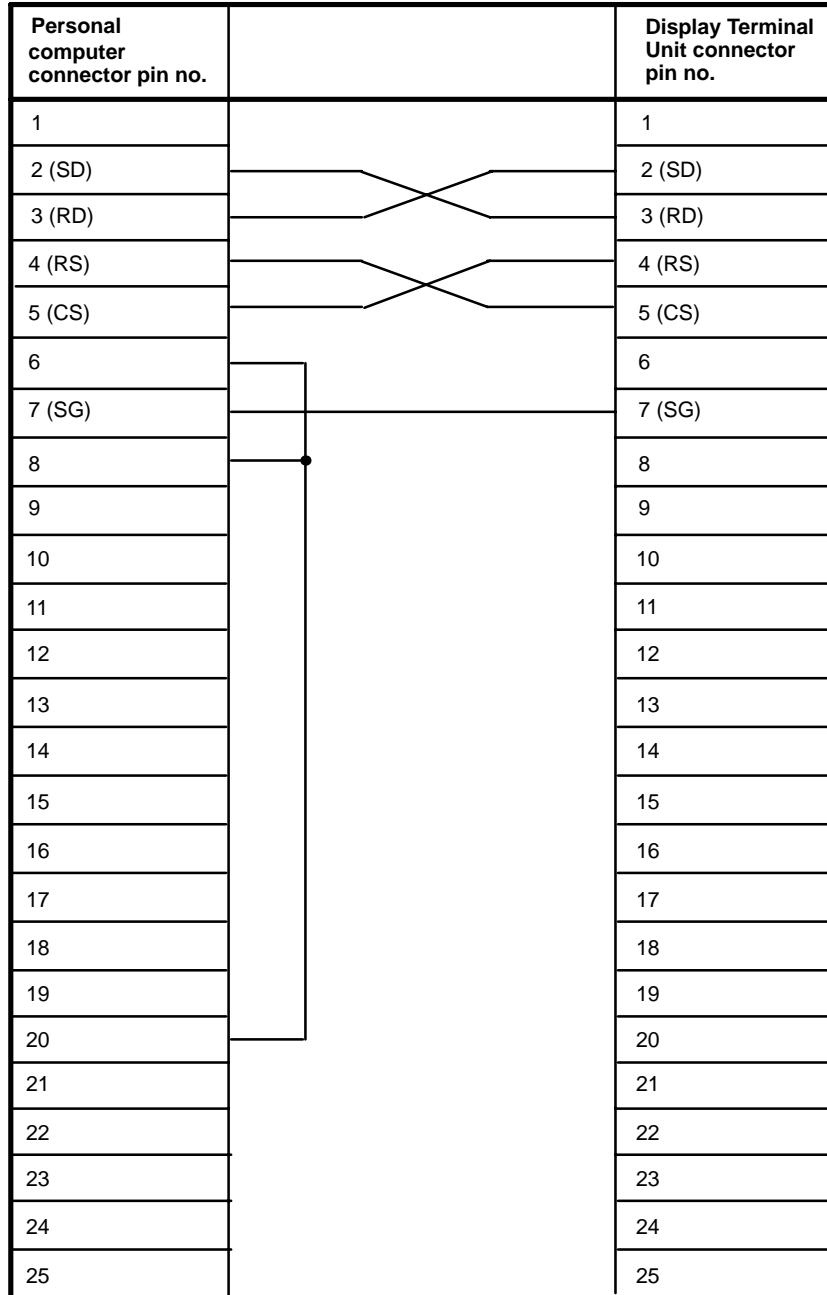 Personal
computer
connector pin no.
Display Terminal
Unit connector
pin no.
1
1
2 (SD)
2 (SD)
3 (RD)
3 (RD)
4 (RS)
4 (RS)
5 (CS)
5 (CS)
6
6
7 (SG)
7 (SG)
8
8
9
9
10
10
11
11
12
12
13
13
14
14
15
15
16
16
17
17
18
18
19
19
20
20
21
21
22
22
23
23
24
24
25
25